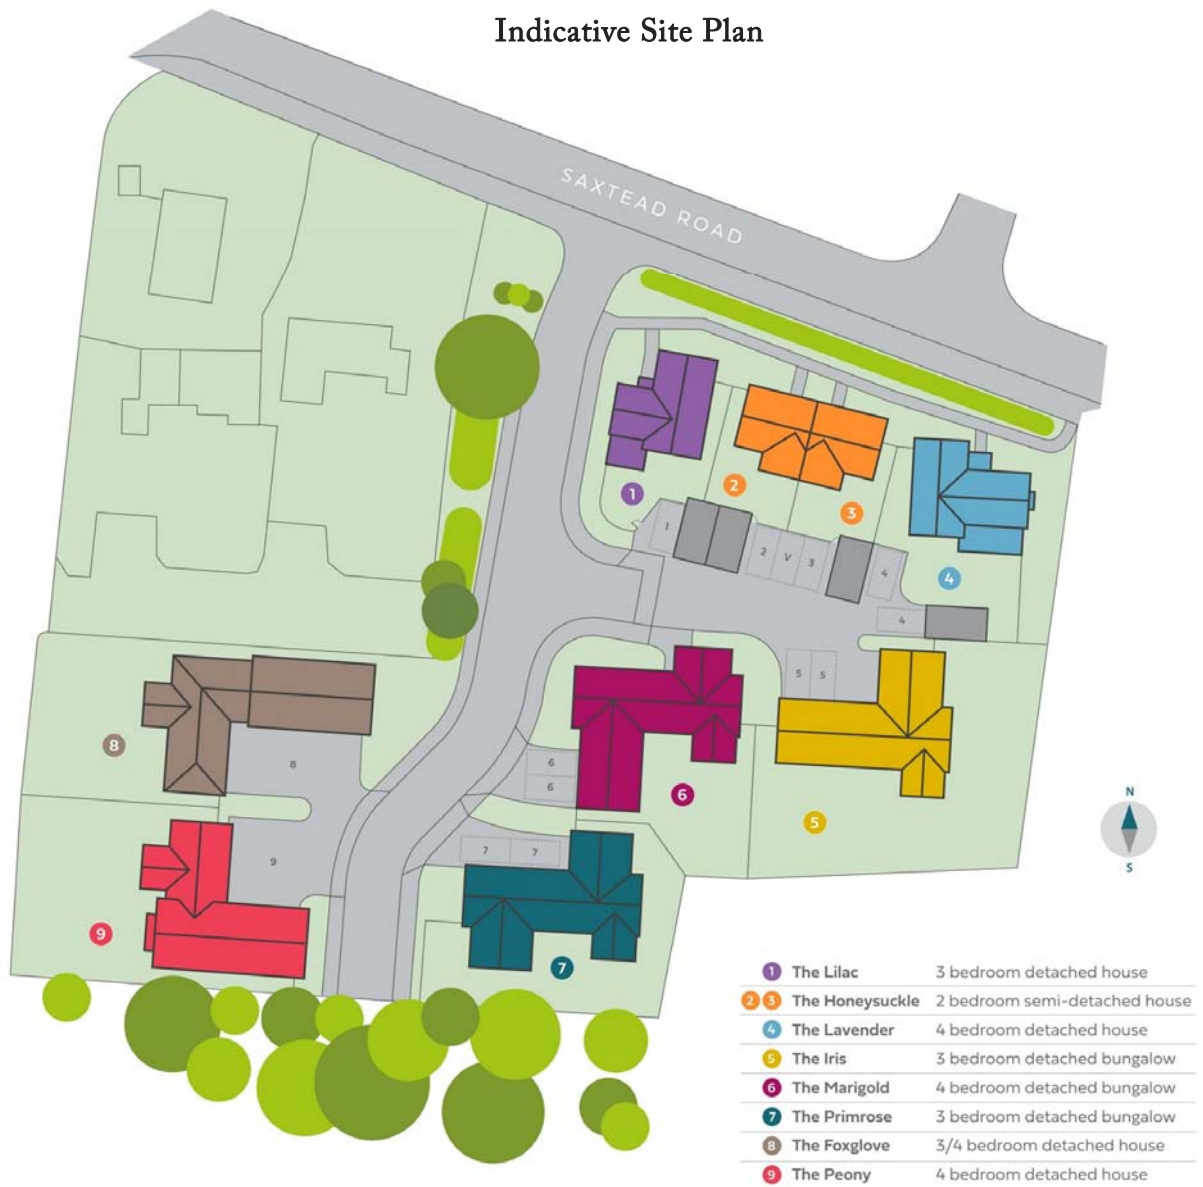 Indicative Site Plan
SAXTEAD ROAD
1
2
3
4
1
2 V 3
4
4
5 5
8
8
6
6
6
5
7 7
9
9
7
N
S
1 The Lilac 3 bedroom detached house
2 3 The Honeysuckle 2 bedroom semi-detached house
4 The Lavender 4 bedroom detached house
5 The Iris 3 bedroom detached bungalow
6 The Marigold 4 bedroom detached bungalow
7 The Primrose 3 bedroom detached bungalow
8 The Foxglove 3/4 bedroom detached house
9 The Peony 4 bedroom detached house